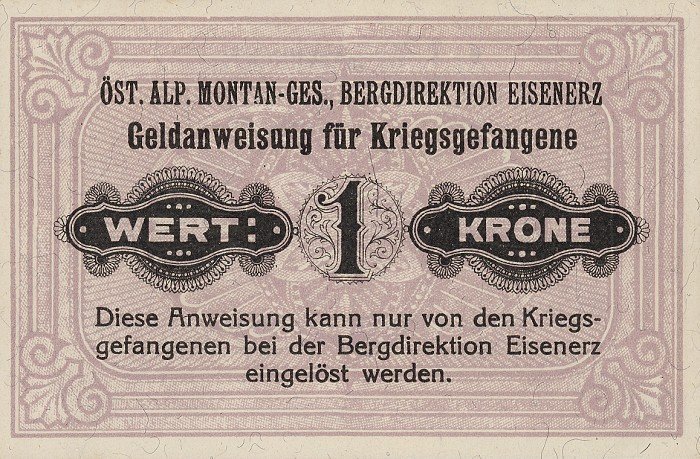 ÖST. ALP. MONTAN-GES., BERGDIREKTION EISENERZ
Geldanweisung für Kriegsgefangene
WERT: 1 KRONE
Diese Anweisung kann nur von den Kriegs-
gefangenen bei der Bergdirektion Eisenerz
eingelöst werden.